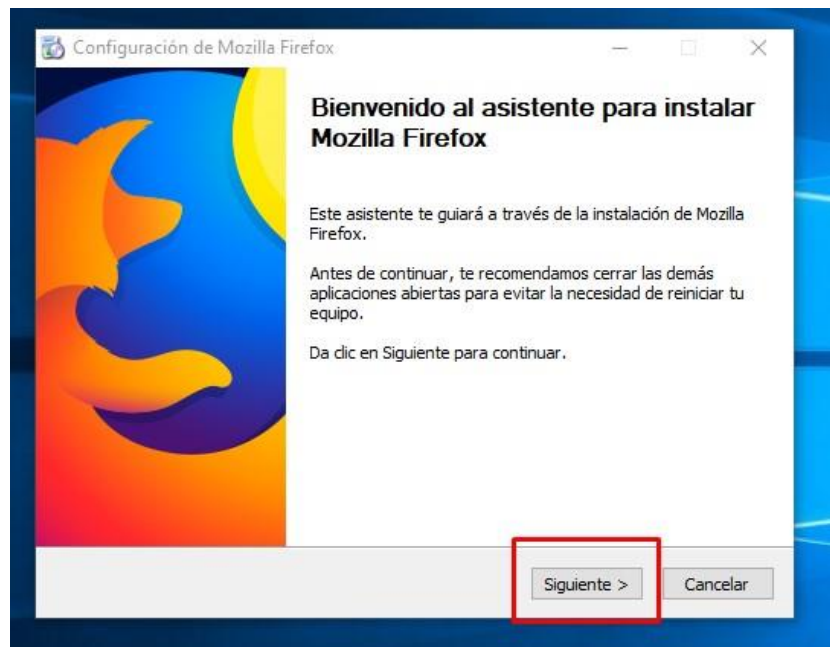 Configuración de Mozilla Firefox
Bienvenido al asistente para instalar
Mozilla Firefox
Este asistente te guiará a través de la instalación de Mozilla
Firefox.
Antes de continuar, te recomendamos cerrar las demás
aplicaciones abiertas para evitar la necesidad de reiniciar tu
equipo.
Da clic en Siguiente para continuar.
Siguiente > Cancelar